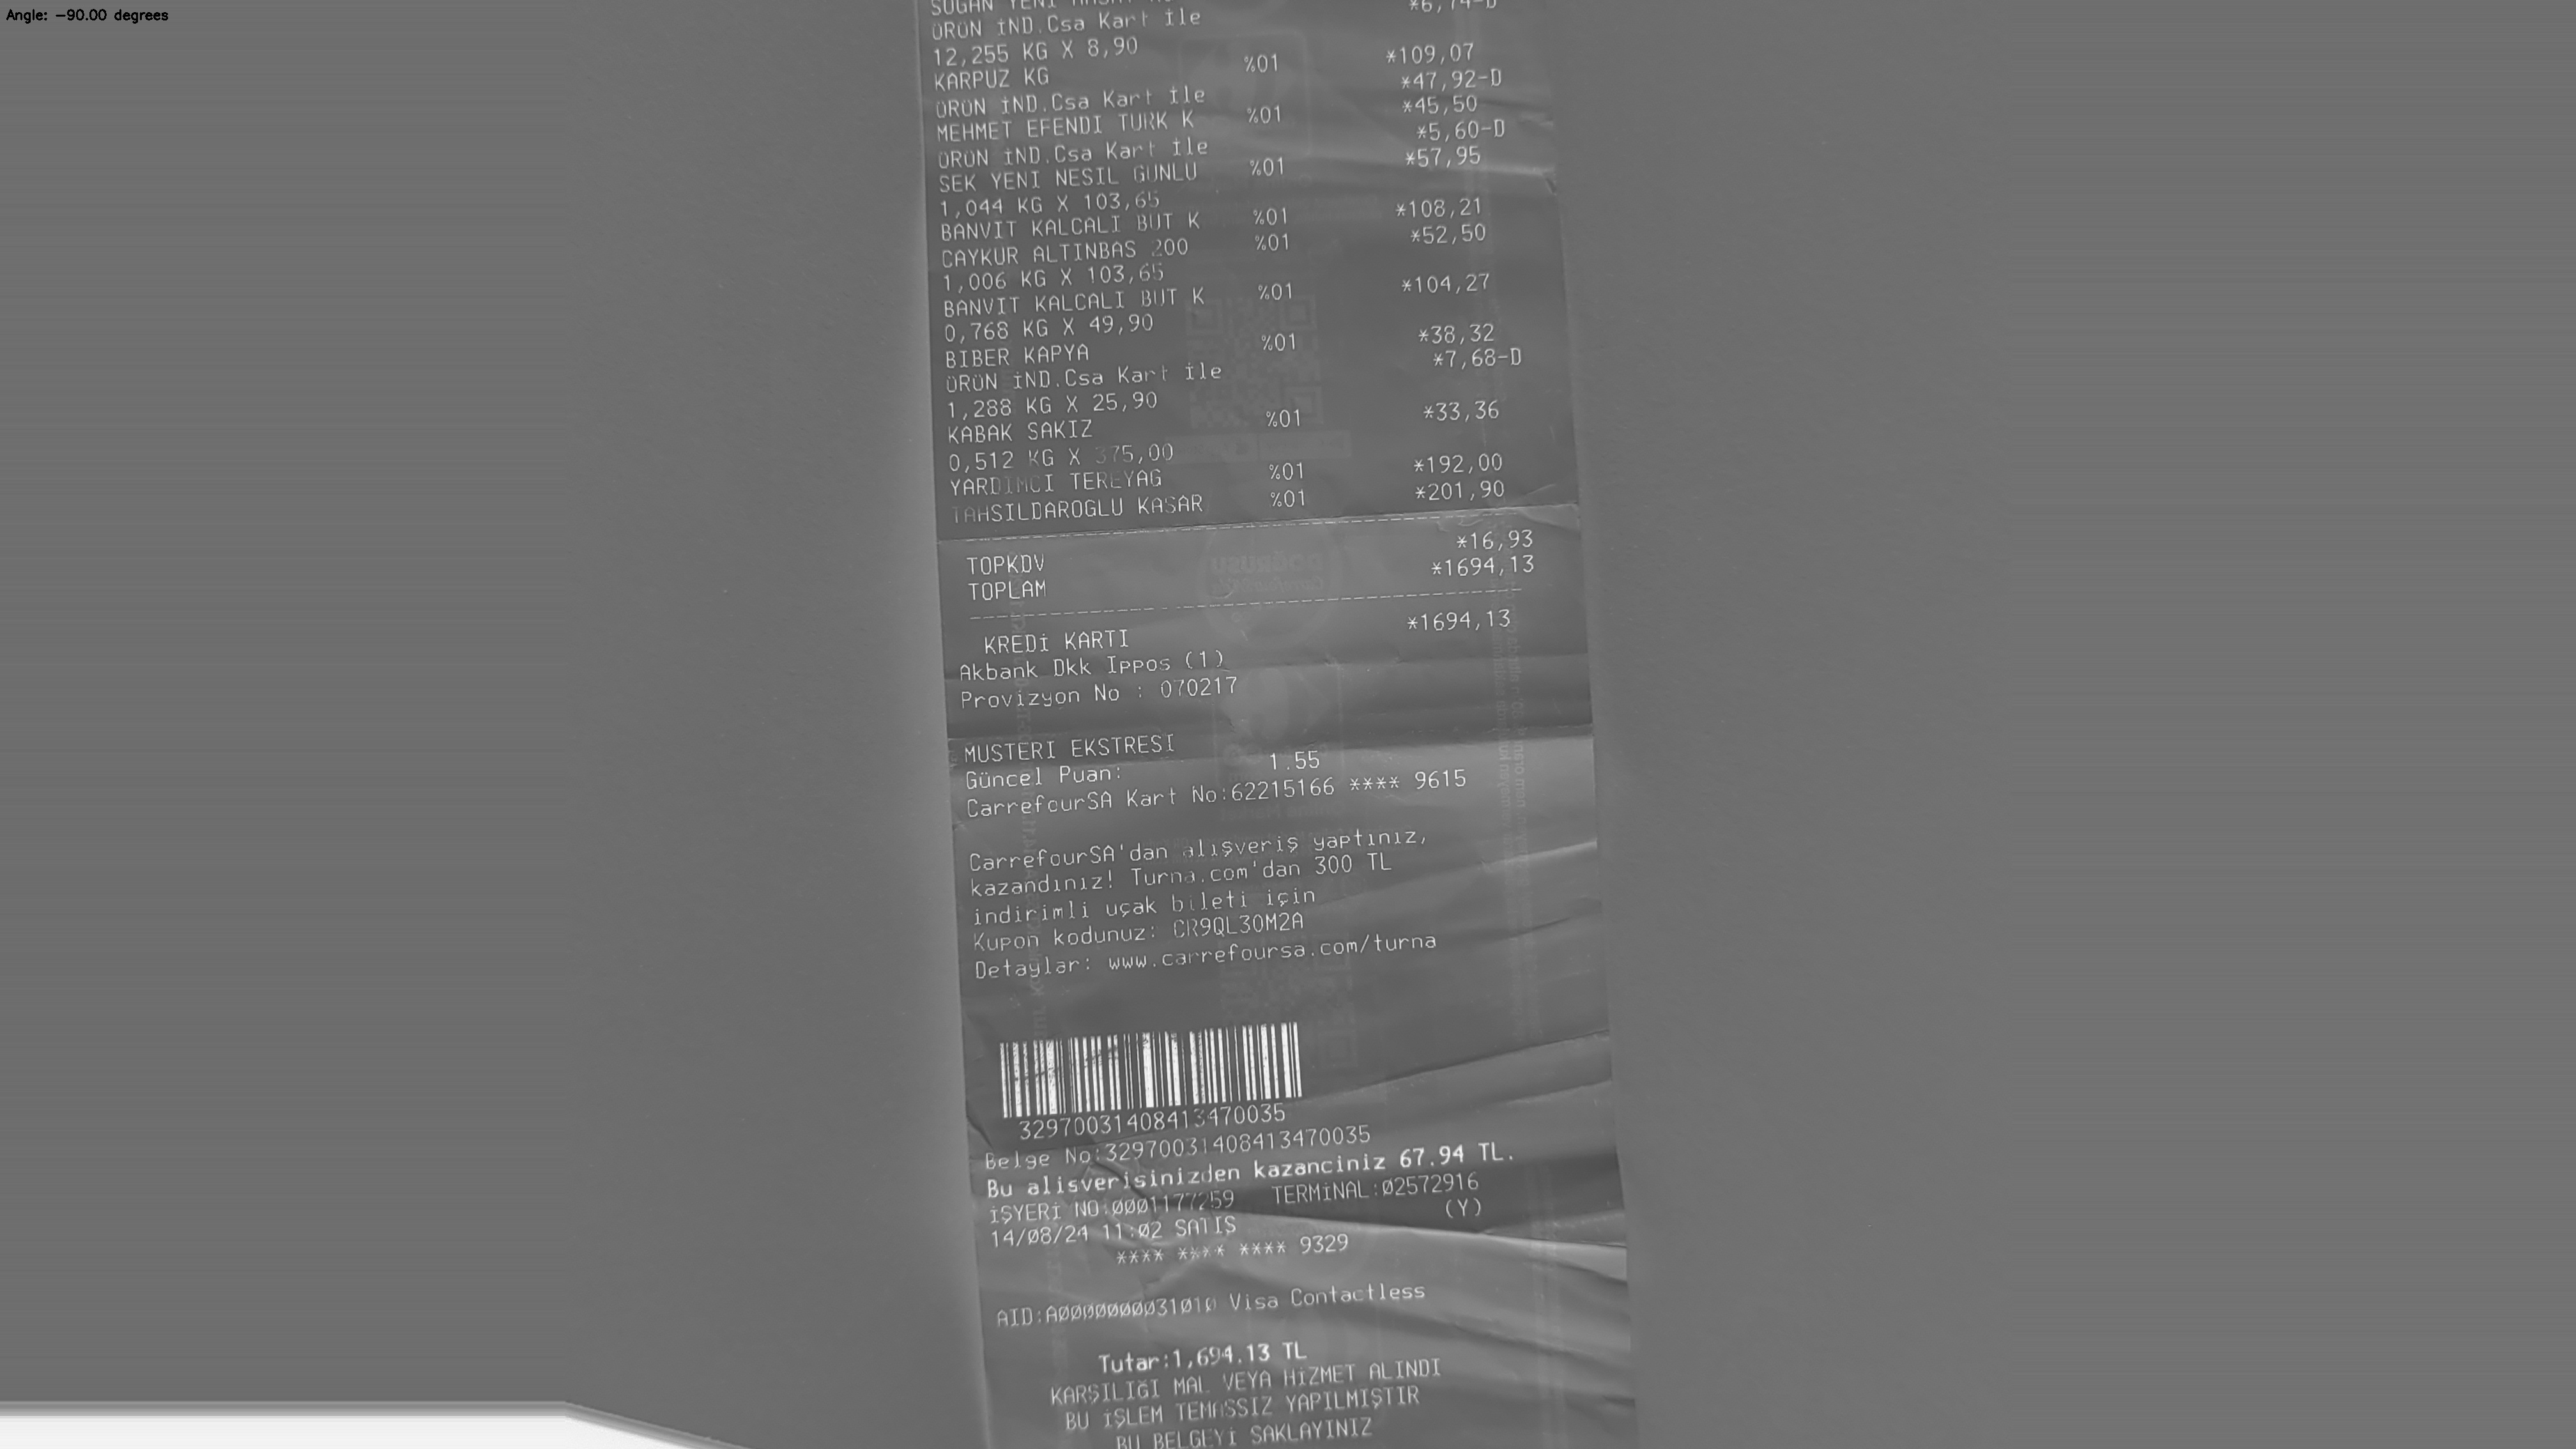 Angle: −90.00 degrees
SOGAN YENI
*6,74-D
ÜRÜN İND.Csa Kart İle
12,255 KG X 8,90
KARPUZ KG %01 *109,07
ÜRÜN İND.Csa Kart İle *47,92-D
MEHMET EFENDI TURK K %01 *45,50
ÜRÜN İND.Csa Kart İle *5,60-D
SEK YENI NESIL GUNLU %01 *57,95
1,044 KG X 103,65
BANVIT KALCALI BUT K %01 *108,21
CAYKUR ALTINBAS 200 %01 *52,50
1,006 KG X 103,65
BANVIT KALCALI BUT K %01 *104,27
0,768 KG X 49,90
BIBER KAPYA %01 *38,32
ÜRÜN İND.Csa Kart İle *7,68-D
1,288 KG X 25,90
KABAK SAKIZ %01 *33,36
0,512 KG X 375,00
YARDIMCI TEREYAG %01 *192,00
TAHSILDAROGLU KASAR %01 *201,90
TOPKDV *16,93
TOPLAM *1694,13
KREDİ KARTI *1694,13
Akbank Dkk Ippos (1)
Provizyon No : 070217
MUSTERI EKSTRESI
Güncel Puan: 1.55
CarrefourSA Kart No:62215166 **** 9615
CarrefourSA'dan alışveriş yaptınız,
kazandınız! Turna.com'dan 300 TL
indirimli uçak bileti için
Kupon kodunuz: CR9QL30M2A
Detaylar: www.carrefoursa.com/turna
32970031408413470035
Belge No:32970031408413470035
Bu alisverisinizden kazanciniz 67.94 TL.
İŞYERİ NO:0001177259 TERMİNAL:02572916
14/08/24 11:02 SATIŞ (Y)
**** **** **** 9329
AID:A0000000031010 Visa Contactless
Tutar:1,694.13 TL
KARŞILIĞI MAL VEYA HİZMET ALINDI
BU İŞLEM TEMASSIZ YAPILMIŞTIR
BU BELGEYİ SAKLAYINIZ